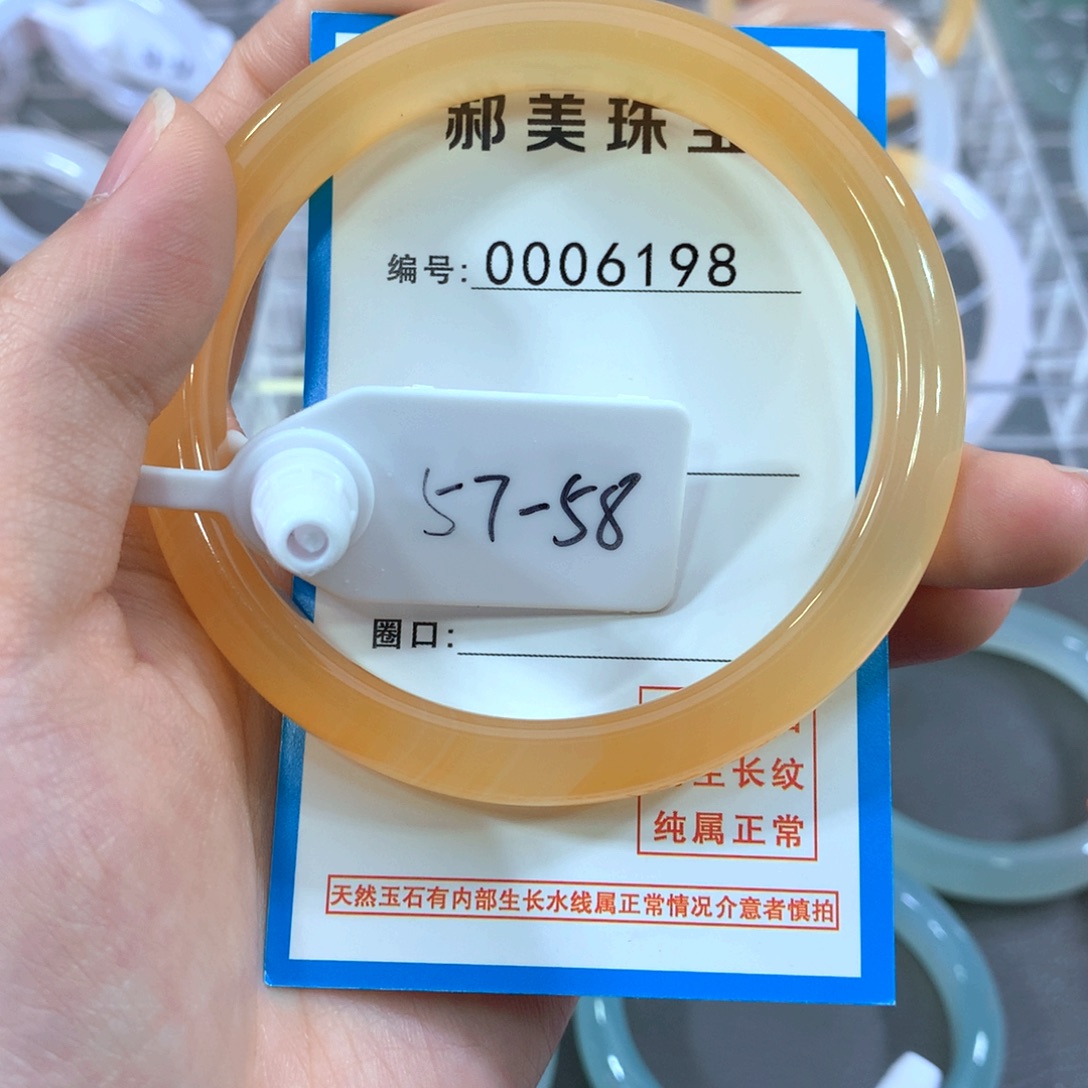 郝美珠
编号: 0006198
57-58
圈口:
生长纹
纯属正常
天然玉石有内部生长水线属正常情况介意者慎拍